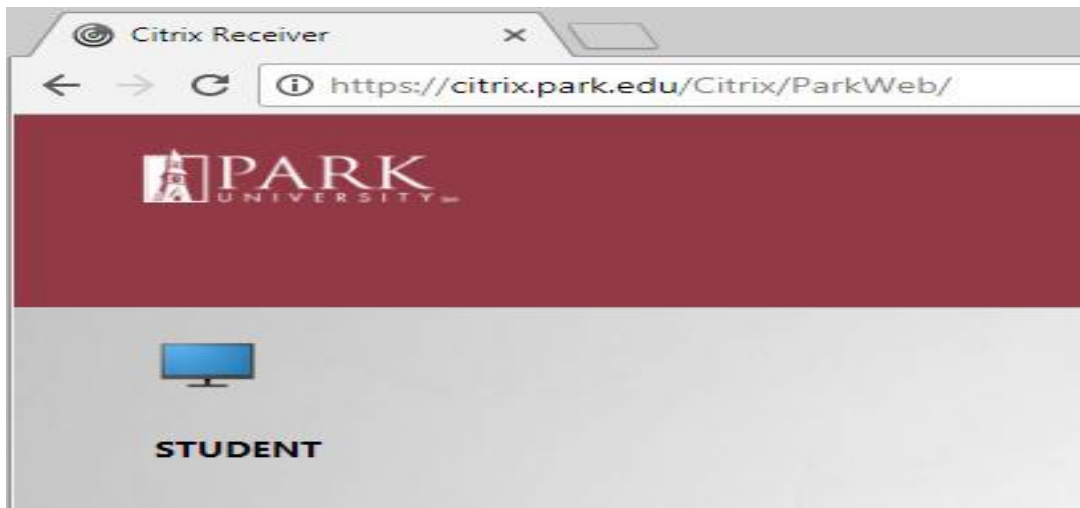 Citrix Receiver
https://citrix.park.edu/Citrix/ParkWeb/
PARK
UNIVERSITY
STUDENT